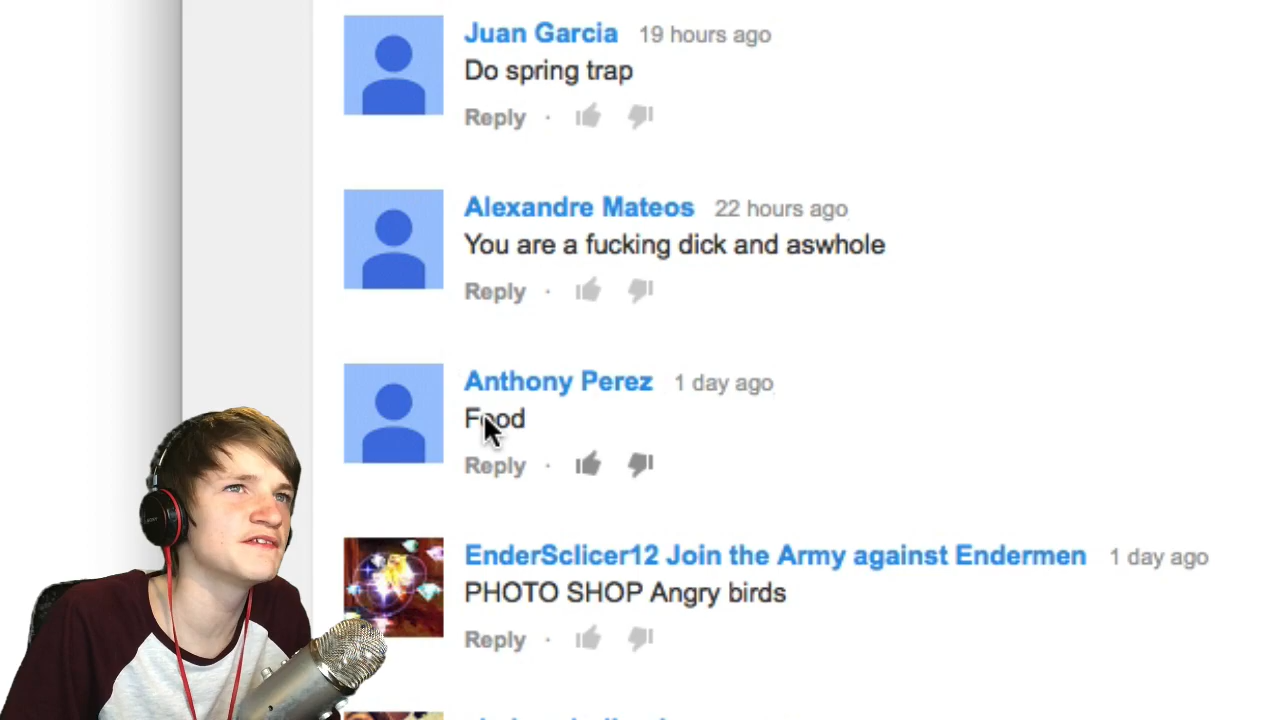 Juan Garcia 19 hours ago
Do spring trap
Reply ·
Alexandre Mateos 22 hours ago
You are a fucking dick and aswhole
Reply ·
Anthony Perez 1 day ago
Food
Reply ·
EnderSclicer12 Join the Army against Endermen 1 day ago
PHOTO SHOP Angry birds
Reply ·